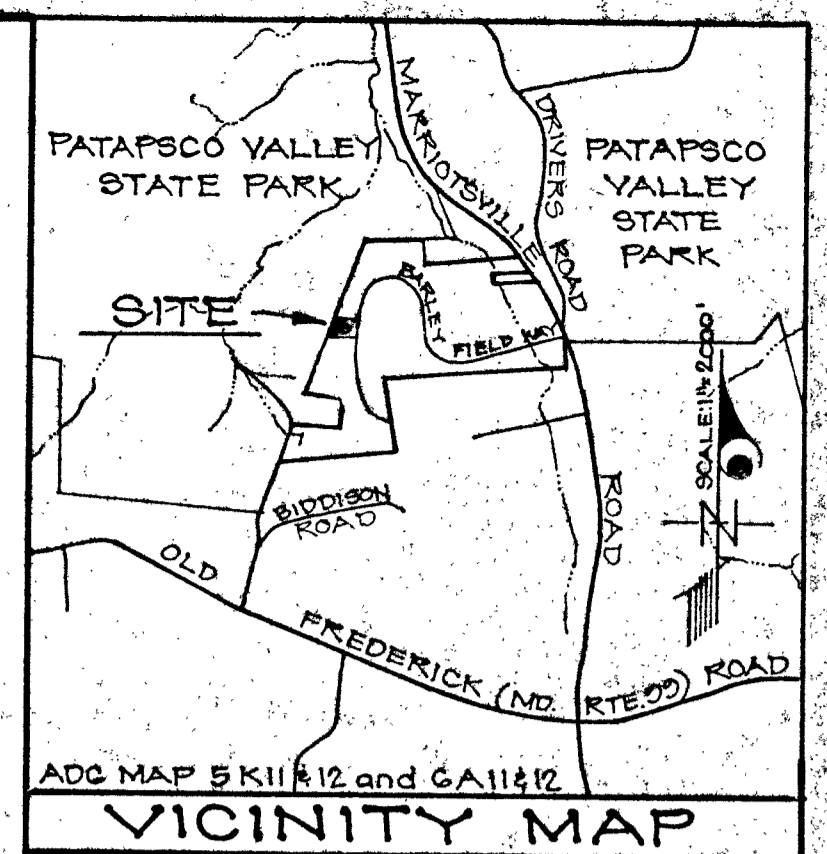 PATAPSCO VALLEY
STATE PARK
MARRIOTSVILLE
DRIVERS ROAD
PATAPSCO
VALLEY
STATE
PARK
SITE
BARLEY
FIELD WAY
SCALE: 1"= 2000'
N
ROAD
BIDDISON
ROAD
OLD
FREDERICK (MD. RTE. 99) ROAD
ADC MAP 5 K11 & 12 and 6A11 & 12
VICINITY MAP